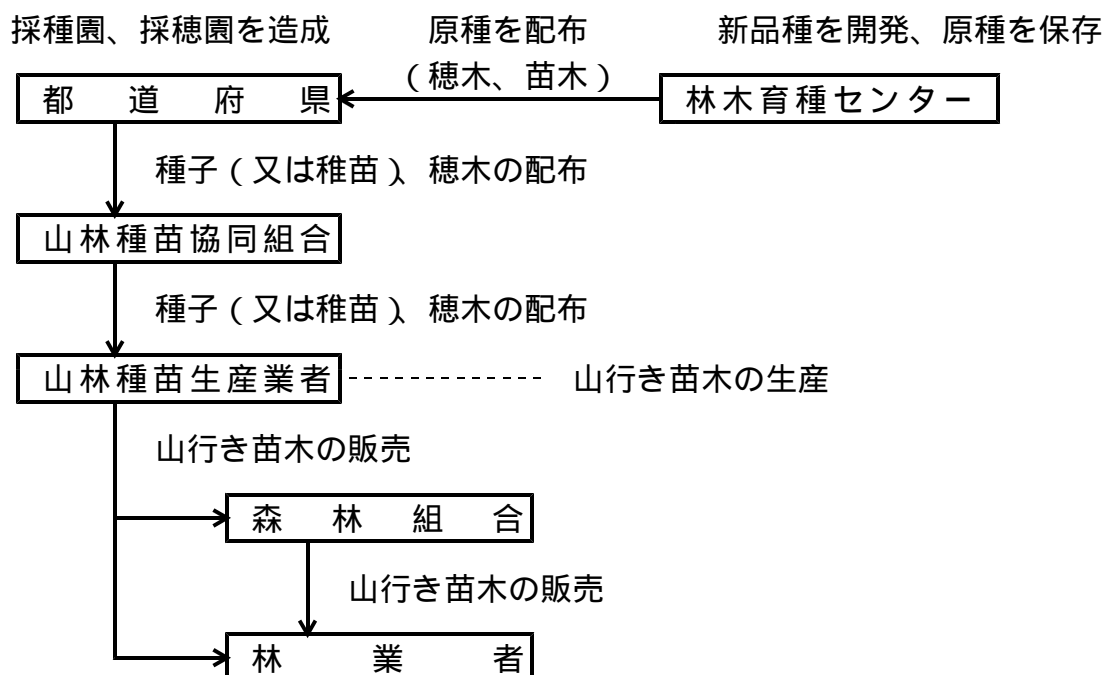 採種園、採穂園を造成 原種を配布 新品種を開発、原種を保存
(穂木、苗木)
都道府県 林木育種センター
種子(又は稚苗)、穂木の配布
山林種苗協同組合
種子(又は稚苗)、穂木の配布
山林種苗生産業者 山行き苗木の生産
山行き苗木の販売
森林組合
山行き苗木の販売
林業者